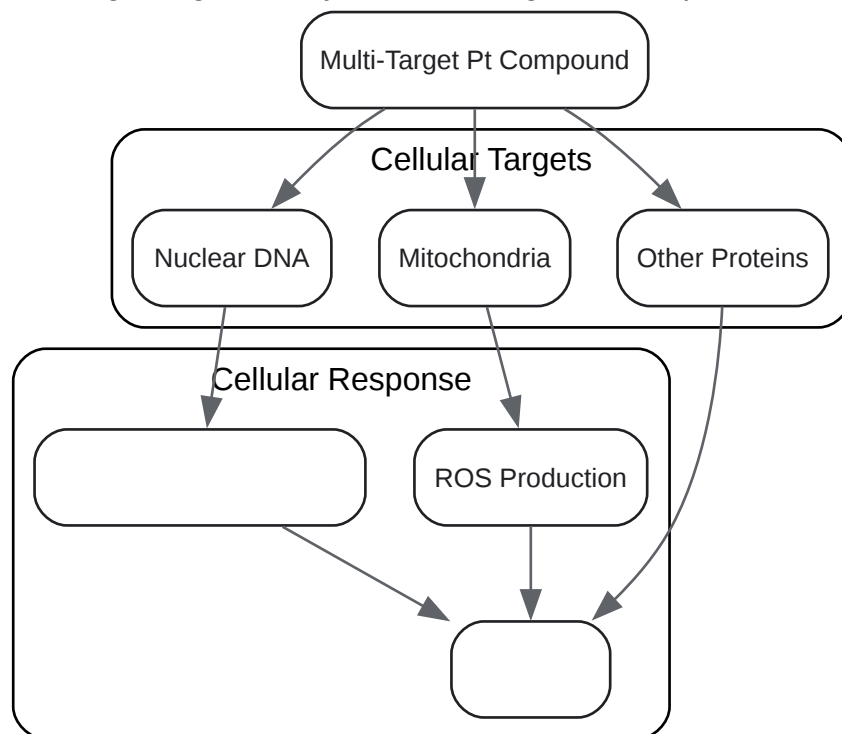 Multi-Target Pt Compound
Cellular Targets
Nuclear DNA
Mitochondria
Other Proteins
Cellular Response
ROS Production